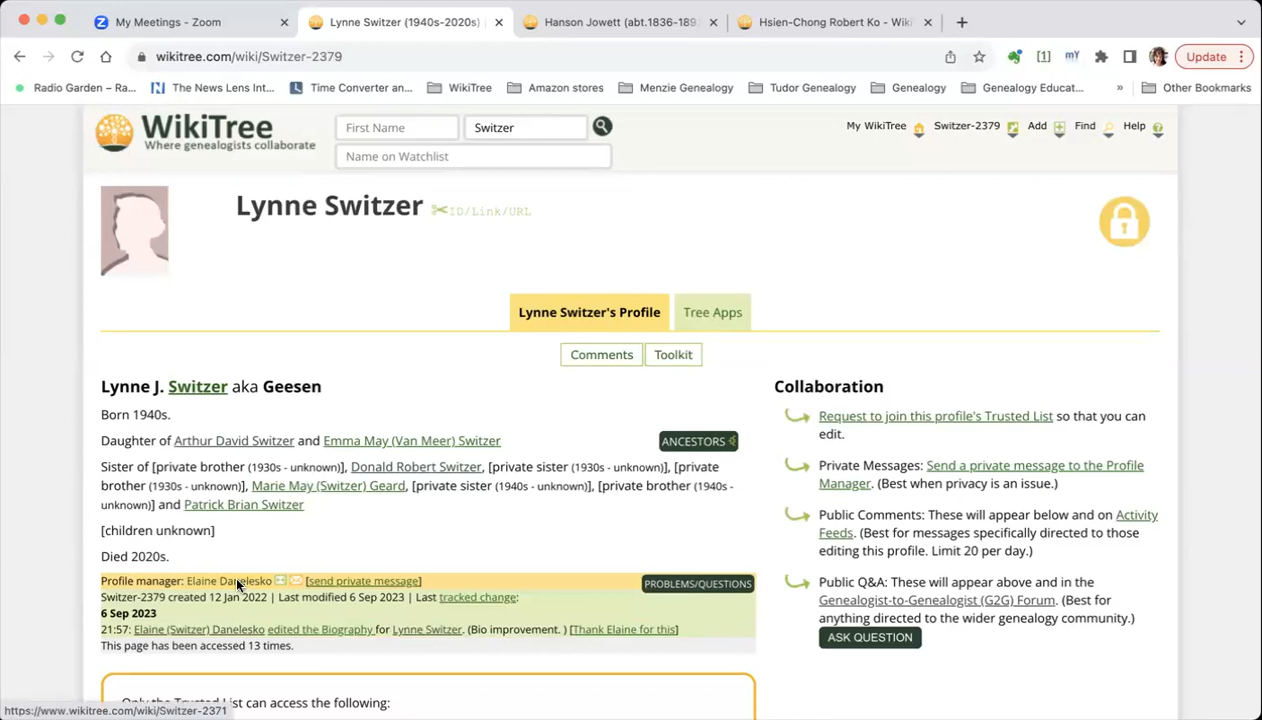 My Meetings - Zoom
Lynne Switzer (1940s-2020s)
Hanson Jowett (abt.1836-189
Hsien-Chong Robert Ko - Wiki
wikitree.com/wiki/Switzer-2379
[1]
mY
Update
Radio Garden – Ra...
The News Lens Int...
Time Converter an...
WikiTree
Amazon stores
Menzie Genealogy
Tudor Genealogy
Genealogy
Genealogy Educat...
»
Other Bookmarks
WikiTree
Where genealogists collaborate
First Name
Switzer
Name on Watchlist
My WikiTree
Switzer-2379
Add
Find
Help
Lynne Switzer
ID/Link/URL
Lynne Switzer's Profile
Tree Apps
Comments
Toolkit
Lynne J. Switzer aka Geesen
Born 1940s.
Daughter of Arthur David Switzer and Emma May (Van Meer) Switzer
ANCESTORS
Sister of [private brother (1930s - unknown)], Donald Robert Switzer, [private sister (1930s - unknown)], [private
brother (1930s - unknown)], Marie May (Switzer) Geard, [private sister (1940s - unknown)], [private brother (1940s -
unknown)] and Patrick Brian Switzer
[children unknown]
Died 2020s.
Profile manager: Elaine Danelesko [send private message]
PROBLEMS/QUESTIONS
Switzer-2379 created 12 Jan 2022 | Last modified 6 Sep 2023 | Last tracked change:
6 Sep 2023
21:57: Elaine (Switzer) Danelesko edited the Biography for Lynne Switzer. (Bio improvement. ) [Thank Elaine for this]
This page has been accessed 13 times.
Only the Trusted List can access the following:
Collaboration
Request to join this profile's Trusted List so that you can
edit.
Private Messages: Send a private message to the Profile
Manager. (Best when privacy is an issue.)
Public Comments: These will appear below and on Activity
Feeds. (Best for messages specifically directed to those
editing this profile. Limit 20 per day.)
Public Q&A: These will appear above and in the
Genealogist-to-Genealogist (G2G) Forum. (Best for
anything directed to the wider genealogy community.)
ASK QUESTION
https://www.wikitree.com/wiki/Switzer-2371